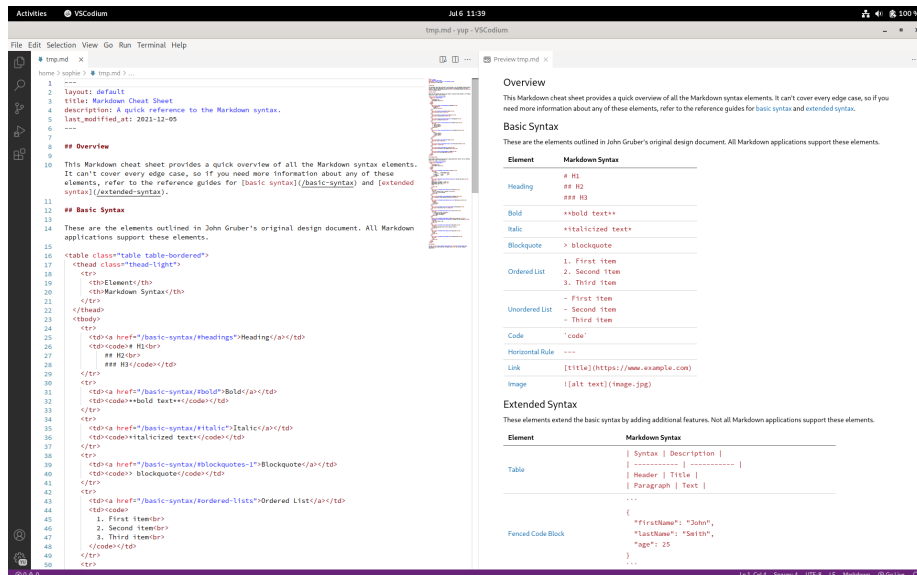 Activities VSCodium Jul 6 11:39 100 %
tmp.md - yup - VSCodium
File Edit Selection View Go Run Terminal Help
tmp.md ×
home > sophie > tmp.md > ...
1 ---
2 layout: default
3 title: Markdown Cheat Sheet
4 description: A quick reference to the Markdown syntax.
5 last_modified_at: 2021-12-05
6 ---
7
8 ## Overview
9
10 This Markdown cheat sheet provides a quick overview of all the Markdown syntax elements.
It can't cover every edge case, so if you need more information about any of these
elements, refer to the reference guides for [basic syntax](/basic-syntax) and [extended
syntax](/extended-syntax).
11
12 ## Basic Syntax
13
14 These are the elements outlined in John Gruber's original design document. All Markdown
applications support these elements.
15
16 <table class="table table-bordered">
17 <thead class="thead-light">
18 <tr>
19 <th>Element</th>
20 <th>Markdown Syntax</th>
21 </tr>
22 </thead>
23 <tbody>
24 <tr>
25 <td><a href="/basic-syntax/#headings">Heading</a></td>
26 <td><code># H1<br>
27 ## H2<br>
28 ### H3</code></td>
29 </tr>
30 <tr>
31 <td><a href="/basic-syntax/#bold">Bold</a></td>
32 <td><code>**bold text**</code></td>
33 </tr>
34 <tr>
35 <td><a href="/basic-syntax/#italic">Italic</a></td>
36 <td><code>*italicized text*</code></td>
37 </tr>
38 <tr>
39 <td><a href="/basic-syntax/#blockquotes-1">Blockquote</a></td>
40 <td><code>> blockquote</code></td>
41 </tr>
42 <tr>
43 <td><a href="/basic-syntax/#ordered-lists">Ordered List</a></td>
44 <td><code>
45 1. First item<br>
46 2. Second item<br>
47 3. Third item<br>
48 </code></td>
49 </tr>
50 <tr>
Preview tmp.md ×
Overview
This Markdown cheat sheet provides a quick overview of all the Markdown syntax elements. It can't cover every edge case, so if you
need more information about any of these elements, refer to the reference guides for basic syntax and extended syntax.
Basic Syntax
These are the elements outlined in John Gruber's original design document. All Markdown applications support these elements.
Element Markdown Syntax
Heading
# H1
## H2
### H3
Bold **bold text**
Italic *italicized text*
Blockquote > blockquote
Ordered List
1. First item
2. Second item
3. Third item
Unordered List
- First item
- Second item
- Third item
Code `code`
Horizontal Rule ---
Link [title](https://www.example.com)
Image ![alt text](image.jpg)
Extended Syntax
These elements extend the basic syntax by adding additional features. Not all Markdown applications support these elements.
Element Markdown Syntax
Table
| Syntax | Description |
| ----------- | ----------- |
| Header | Title |
| Paragraph | Text |
Fenced Code Block
```
{
"firstName": "John",
"lastName": "Smith",
"age": 25
}
```